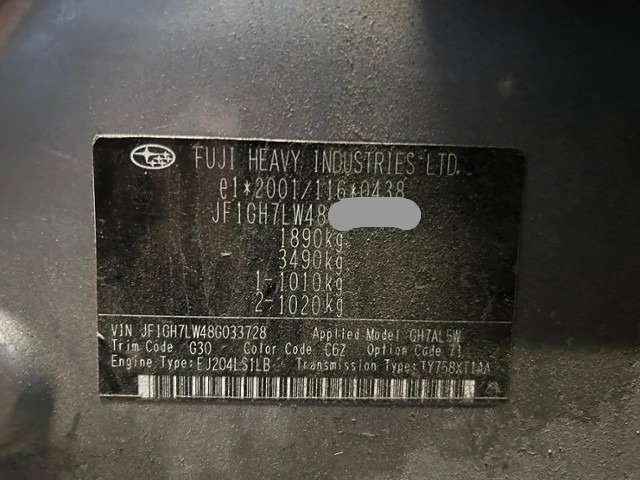 FUJI HEAVY INDUSTRIES LTD.
e1*2001/116*0438
JF1GH7LW48G
1890kg
3490kg
1-1010kg
2-1020kg
VIN JF1GH7LW48G033728 Applied Model GH7AL5W
Trim Code G30 Color Code C6Z Option Code 71
Engine Type:EJ204LS1LB Transmission Type:TY758XT1AA